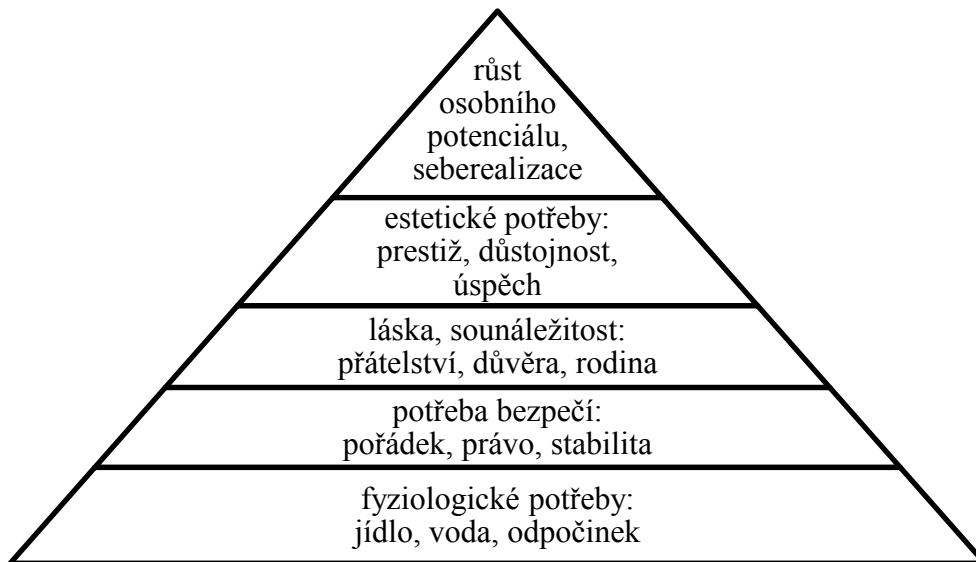 růst
osobního
potenciálu,
seberealizace
estetické potřeby:
prestiž, důstojnost,
úspěch
láska, sounáležitost:
přátelství, důvěra, rodina
potřeba bezpečí:
pořádek, právo, stabilita
fyziologické potřeby:
jídlo, voda, odpočinek